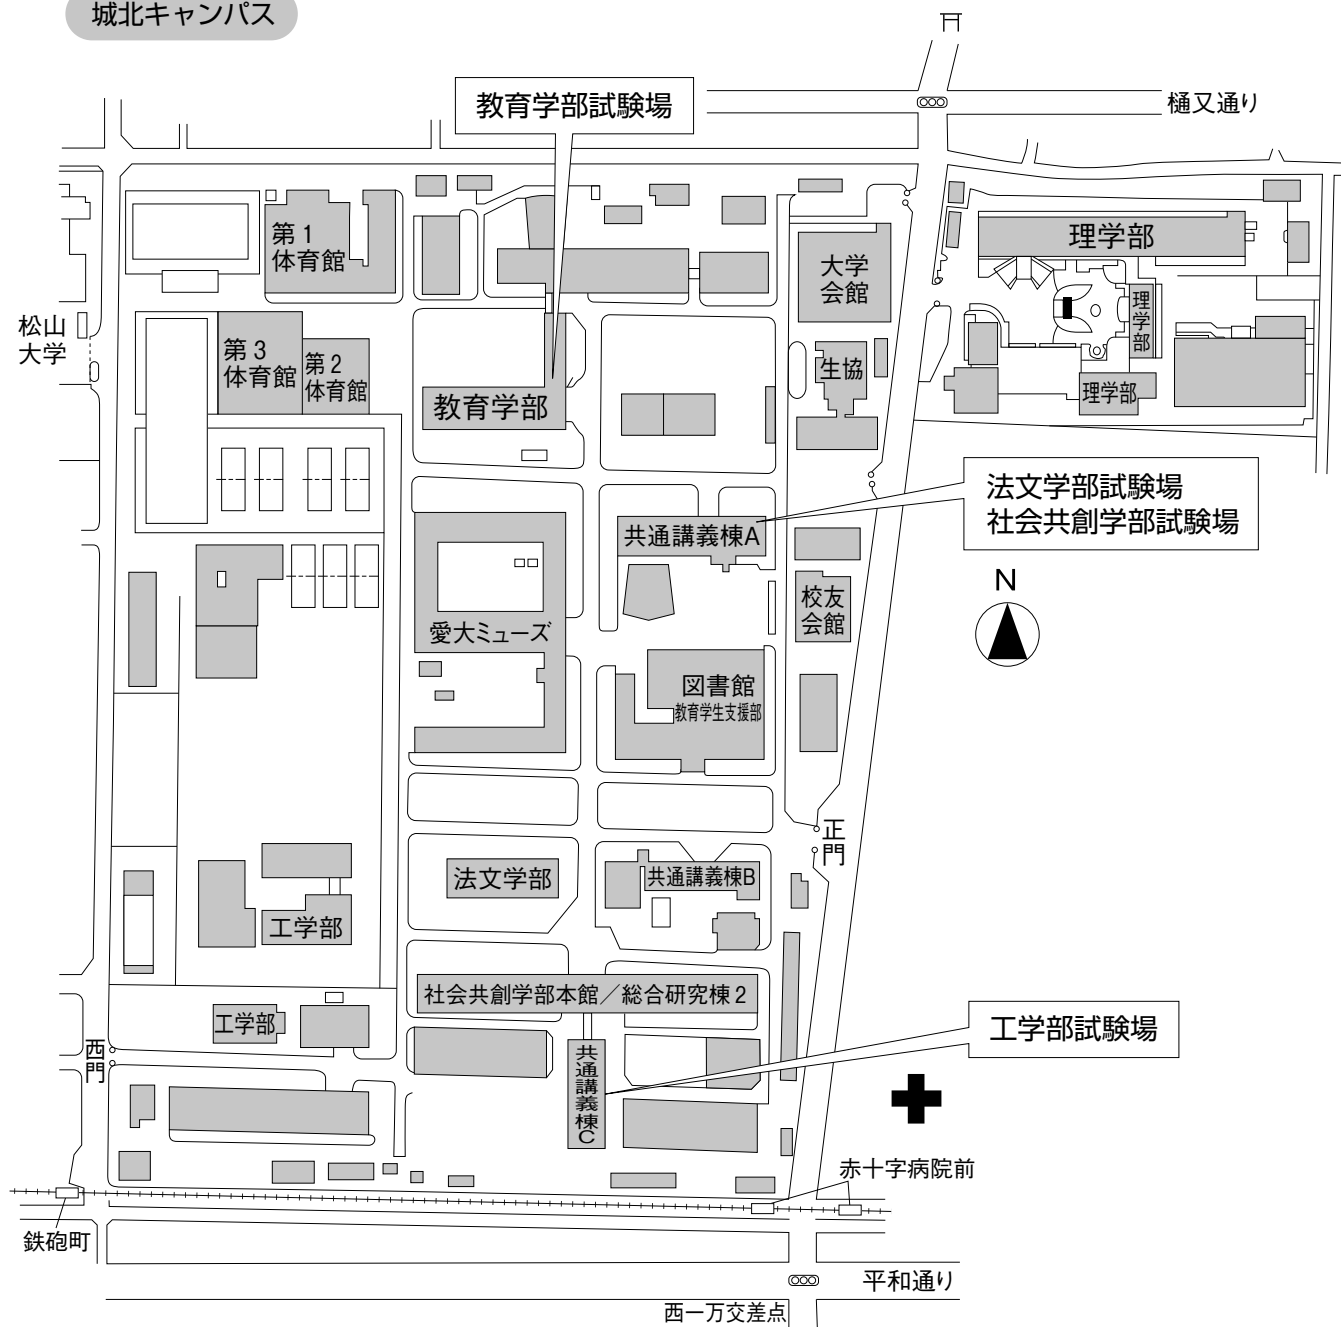 城北キャンパス
教育学部試験場
樋又通り
第1
体育館
大学
会館
理学部
理
学
部
松山
大学
第3
体育館
第2
体育館
生協
理学部
教育学部
法文学部試験場
社会共創学部試験場
共通講義棟A
N
校友
会館
愛大ミューズ
図書館
教育学生支援部
正
門
法文学部
共通講義棟B
工学部
社会共創学部本館/総合研究棟2
工学部
工学部試験場
西
門
共
通
講
義
棟
C
赤十字病院前
鉄砲町
平和通り
西一万交差点